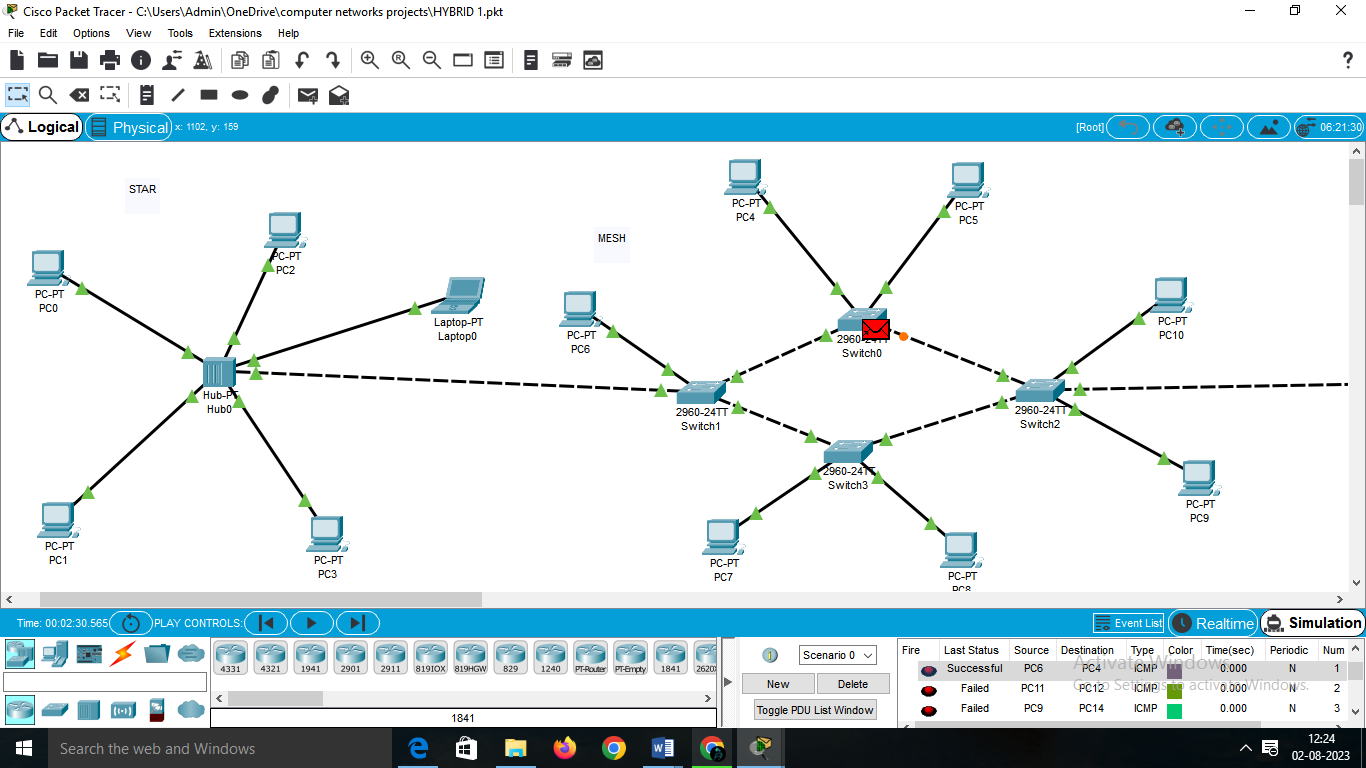 Cisco Packet Tracer - C:\Users\Admin\OneDrive\computer networks projects\HYBRID 1.pkt
File Edit Options View Tools Extensions Help
Logical Physical x: 1102, y: 159 [Root] 06:21:30
STAR
MESH
PC-PT
PC4
PC-PT
PC5
PC-PT
PC2
PC-PT
PC0
Laptop-PT
Laptop0
PC-PT
PC6
2960-24TT
Switch0
PC-PT
PC10
Hub-PT
Hub0
2960-24TT
Switch1
2960-24TT
Switch2
2960-24TT
Switch3
PC-PT
PC9
PC-PT
PC1
PC-PT
PC3
PC-PT
PC7
PC-PT
PC8
Time: 00:02:30.565 PLAY CONTROLS: Event List Realtime Simulation
4331 4321 1941 2901 2911 819IOX 819HGW 829 1240 PT-Router PT-Empty 1841 2620X
1841
Scenario 0
New Delete
Toggle PDU List Window
Fire Last Status Source Destination Type Color Time(sec) Periodic Num
Successful PC6 PC4 ICMP 0.000 N 1
Failed PC11 PC12 ICMP 0.000 N 2
Failed PC9 PC14 ICMP 0.000 N 3
Activate Windows
Go to Settings to activate Windows.
Search the web and Windows
12:24
02-08-2023